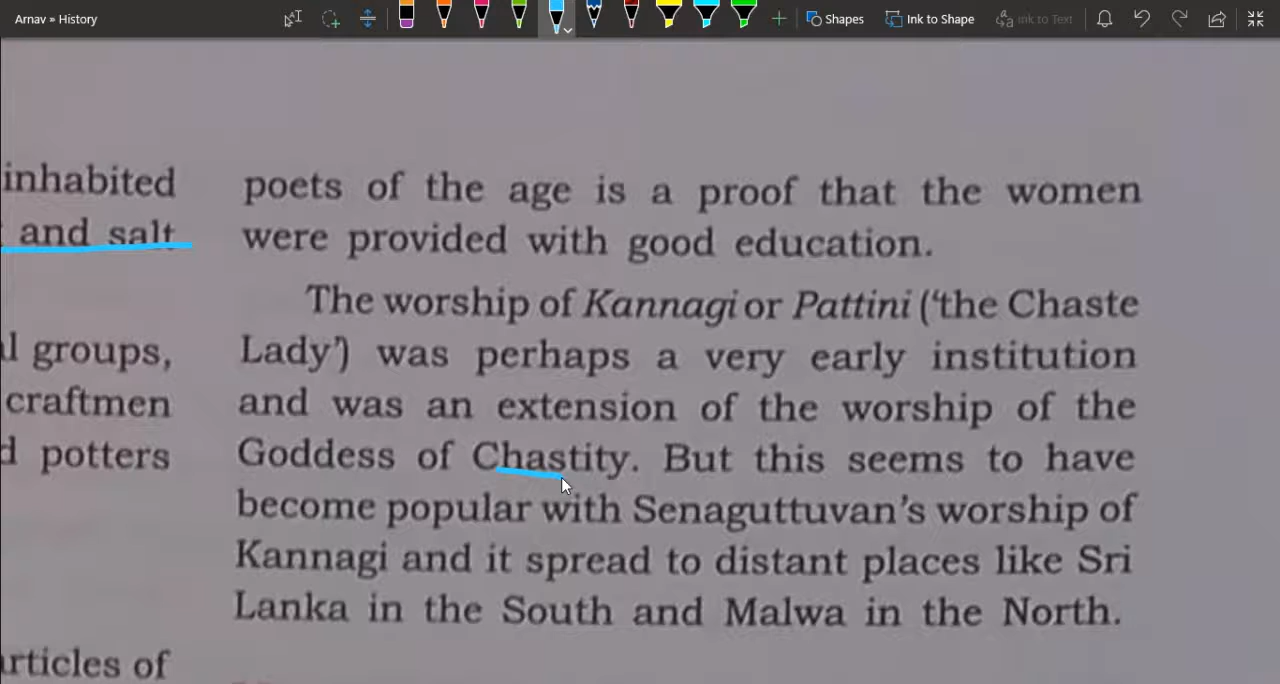 Arnav » History
Shapes
Ink to Shape
Ink to Text
inhabited
and salt
l groups,
craftmen
d potters
articles of
poets of the age is a proof that the women
were provided with good education.
The worship of Kannagi or Pattini (‘the Chaste
Lady’) was perhaps a very early institution
and was an extension of the worship of the
Goddess of Chastity. But this seems to have
become popular with Senaguttuvan’s worship of
Kannagi and it spread to distant places like Sri
Lanka in the South and Malwa in the North.